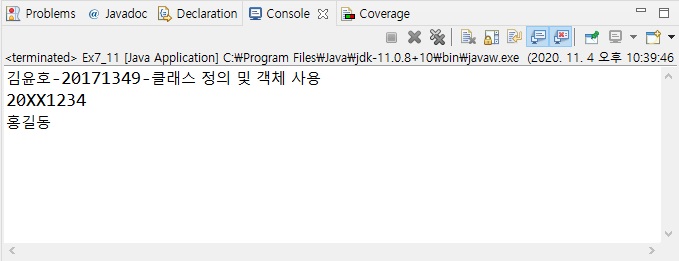 Problems @ Javadoc Declaration Console Coverage
<terminated> Ex7_11 [Java Application] C:₩Program Files₩Java₩jdk-11.0.8+10₩bin₩javaw.exe (2020. 11. 4 오후 10:39:46
김윤호-20171349-클래스 정의 및 객체 사용
20XX1234
홍길동